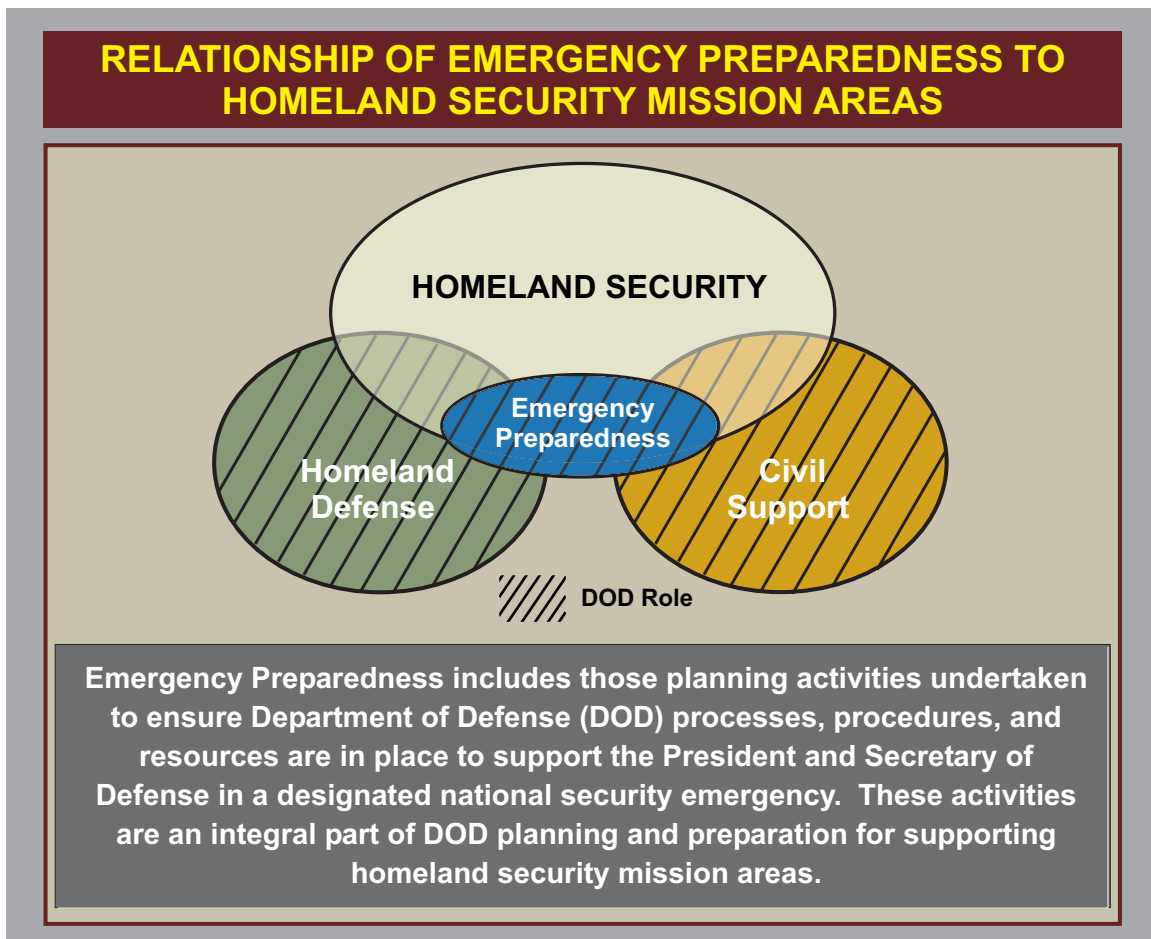 RELATIONSHIP OF EMERGENCY PREPAREDNESS TO
HOMELAND SECURITY MISSION AREAS
HOMELAND SECURITY
Emergency
Preparedness
Homeland
Defense
Civil
Support
DOD Role
Emergency Preparedness includes those planning activities undertaken
to ensure Department of Defense (DOD) processes, procedures, and
resources are in place to support the President and Secretary of
Defense in a designated national security emergency.  These activities
are an integral part of DOD planning and preparation for supporting
homeland security mission areas.